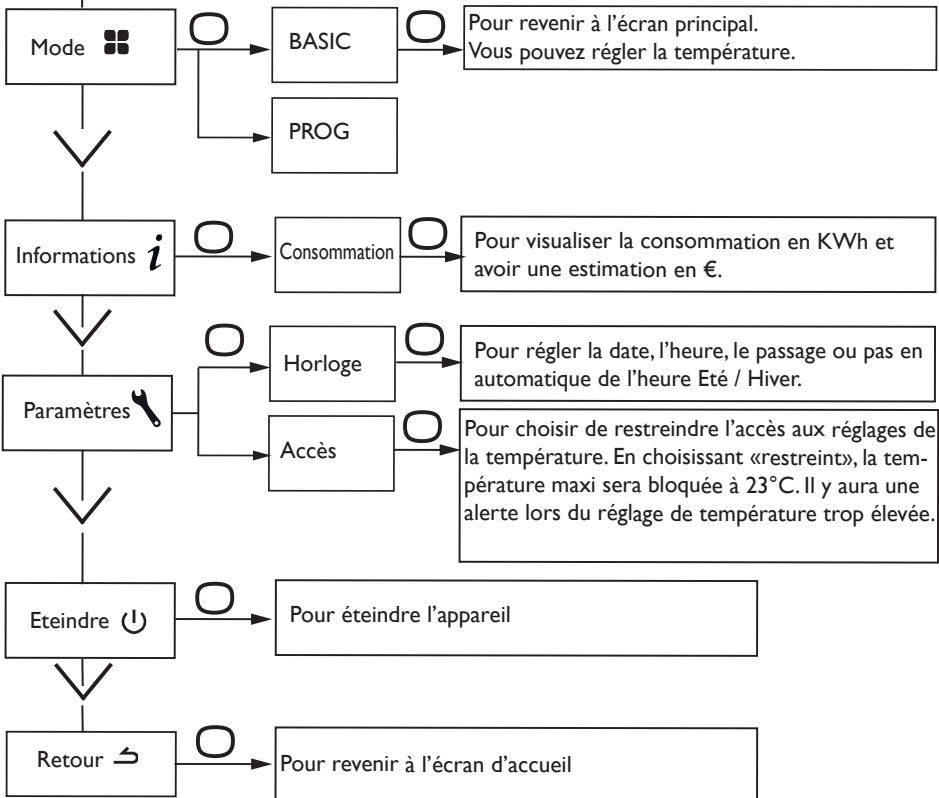 Mode
BASIC
Pour revenir à l'écran principal.
Vous pouvez régler la température.
PROG
Informations i
Consommation
Pour visualiser la consommation en KWh et
avoir une estimation en €.
Paramètres
Horloge
Pour régler la date, l'heure, le passage ou pas en
automatique de l'heure Eté / Hiver.
Accès
Pour choisir de restreindre l'accès aux réglages de
la température. En choisissant «restreint», la tem-
pérature maxi sera bloquée à 23°C. Il y aura une
alerte lors du réglage de température trop élevée.
Eteindre
Pour éteindre l'appareil
Retour
Pour revenir à l'écran d'accueil